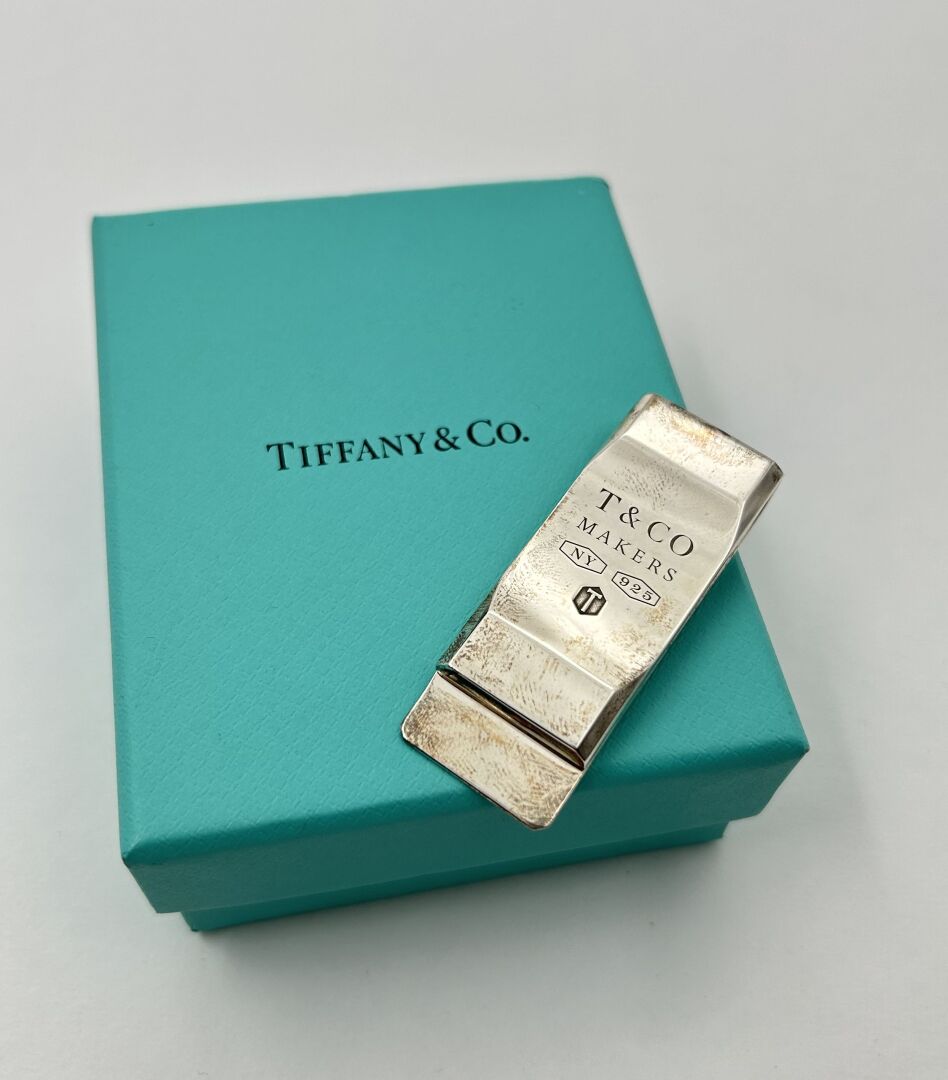 TIFFANY & CO.
T & CO
MAKERS
NY 925
T